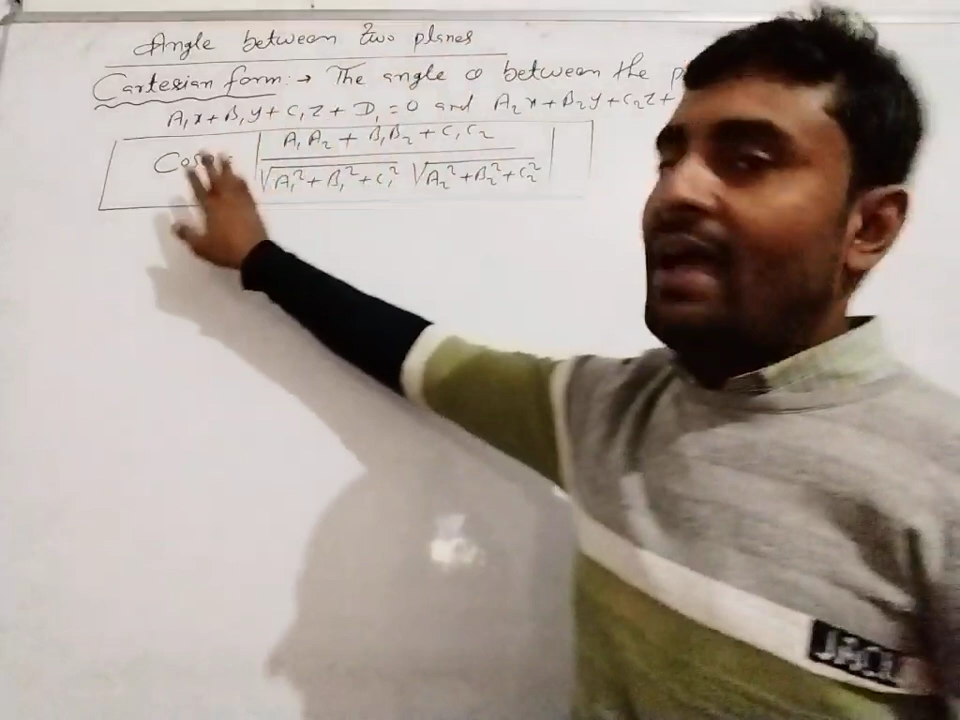 Angle between two planes
Cartesian form :→ The angle θ between the
A₁x + B₁y + C₁z + D₁ = 0 and A₂x + B₂y + C₂z +
Cos | A₁A₂ + B₁B₂ + C₁C₂ |
√A₁² + B₁² + C₁² √A₂² + B₂² + C₂²